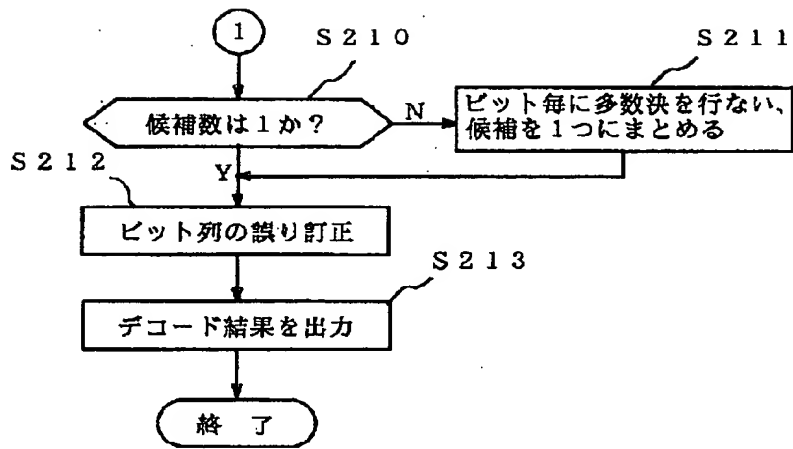 1
S210
S211
候補数は1か?
N
ビット毎に多数決を行ない、
候補を1つにまとめる
S212
Y
ビット列の誤り訂正
S213
デコード結果を出力
終 了